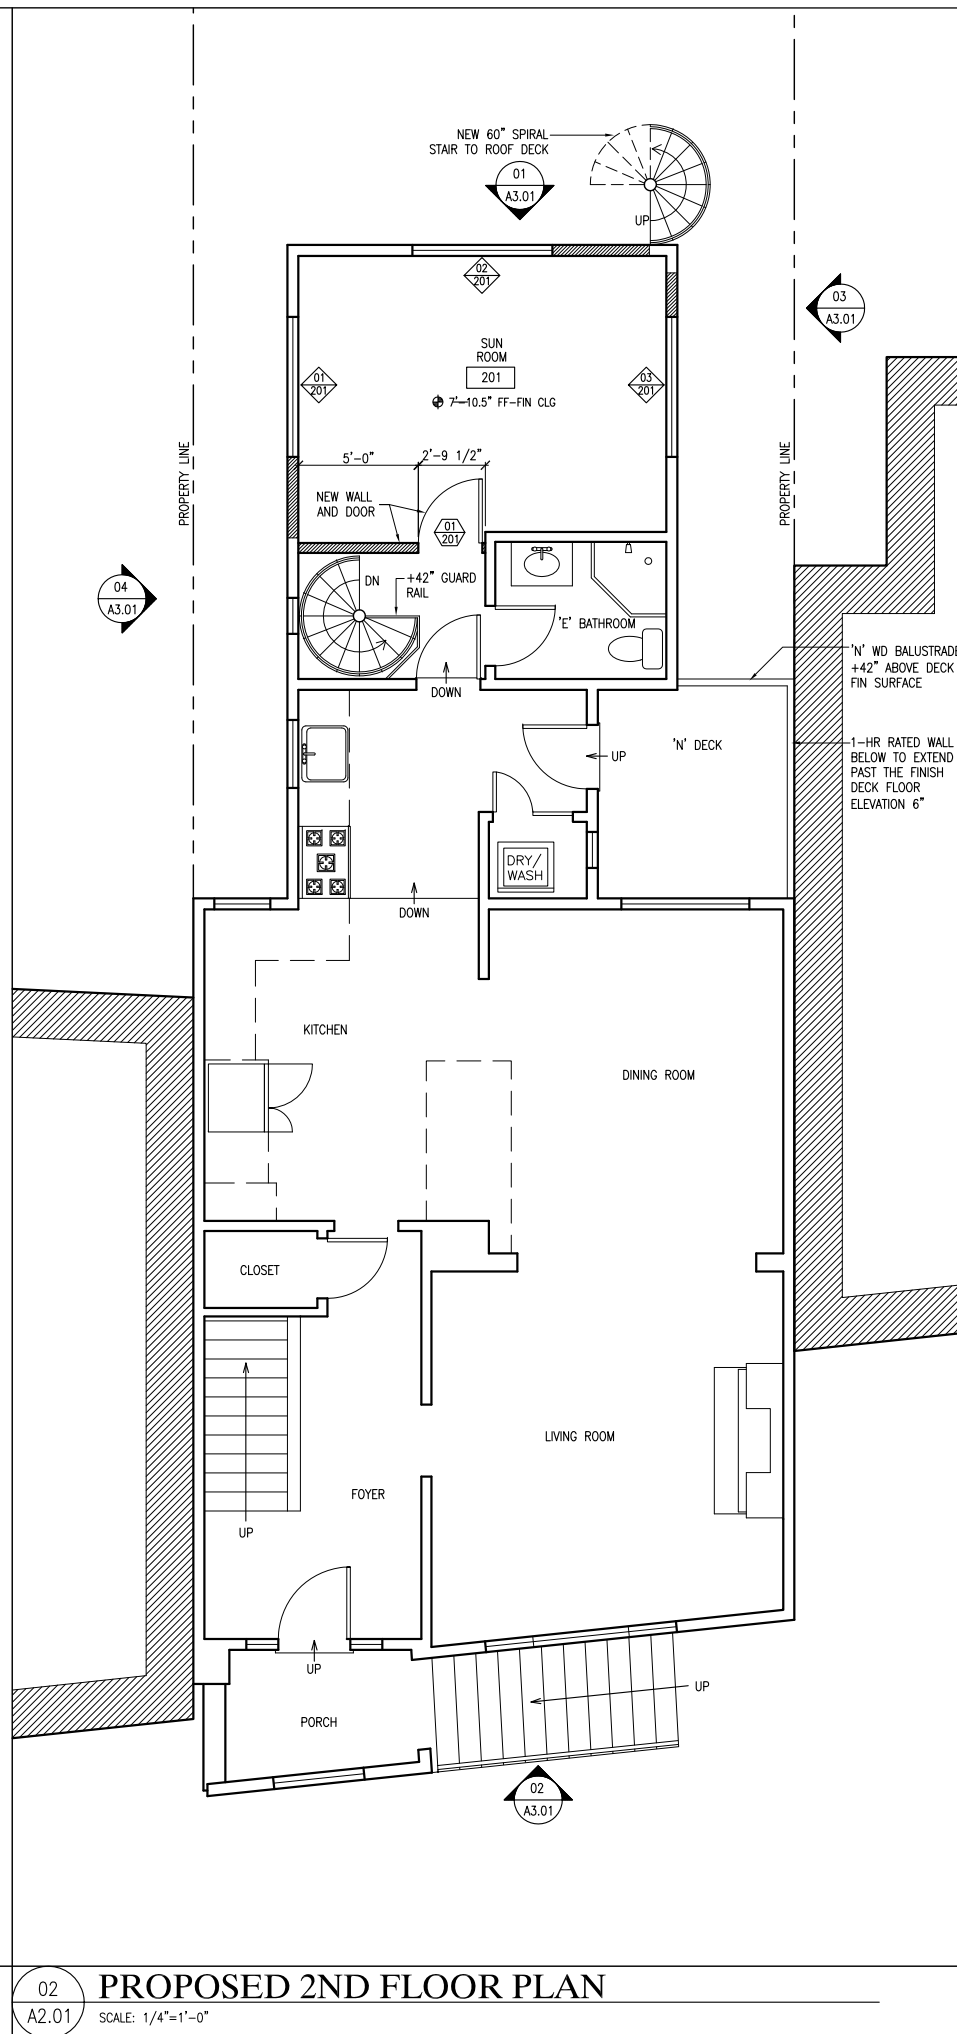 NEW 60" SPIRAL
STAIR TO ROOF DECK
01
A3.01
UP
02
201
03
A3.01
SUN
ROOM
201
01
201
03
201
7'-10.5" FF-FIN CLG
PROPERTY LINE
PROPERTY LINE
5'-0"
2'-9 1/2"
NEW WALL
AND DOOR
01
201
04
A3.01
DN
+42" GUARD
RAIL
'E' BATHROOM
'N' WD BALUSTRADE
+42" ABOVE DECK
FIN SURFACE
DOWN
UP
'N' DECK
1-HR RATED WALL
BELOW TO EXTEND
PAST THE FINISH
DECK FLOOR
ELEVATION 6"
DRY/
WASH
DOWN
KITCHEN
DINING ROOM
CLOSET
LIVING ROOM
FOYER
UP
UP
UP
PORCH
02
A3.01
02
A2.01
PROPOSED 2ND FLOOR PLAN
SCALE: 1/4"=1'-0"